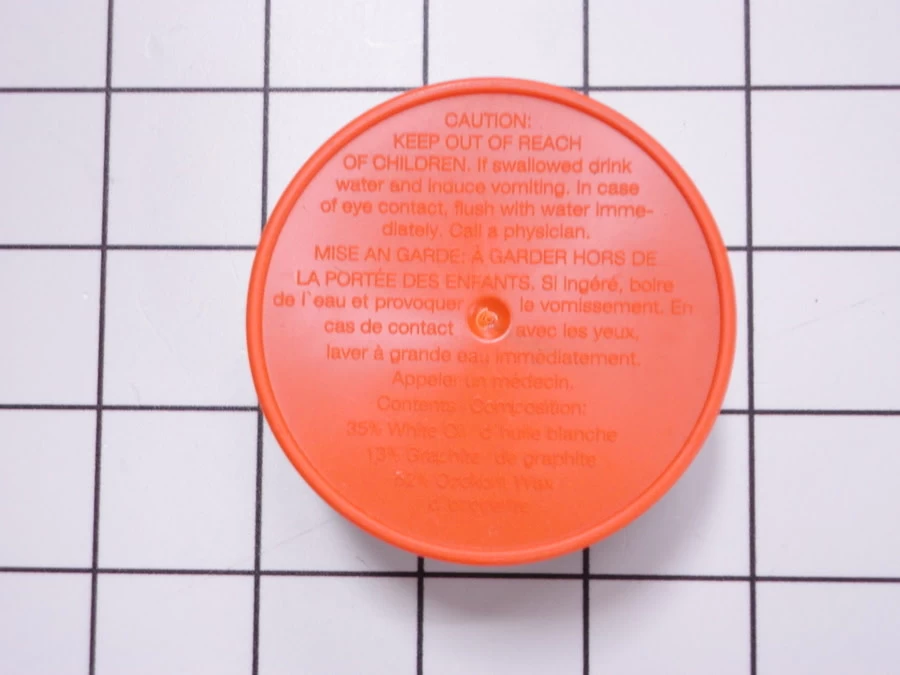 CAUTION:
KEEP OUT OF REACH
OF CHILDREN. If swallowed drink
water and induce vomiting. In case
of eye contact, flush with water imme-
diately. Call a physician.
MISE AN GARDE: À GARDER HORS DE
LA PORTÉE DES ENFANTS. Si ingéré, boire
de l'eau et provoquer le vomissement. En
cas de contact avec les yeux,
laver à grande eau immédiatement.
Appeler un médecin.
Contents Composition:
35% White Oil d'huile blanche
13% Graphite de graphite
52% Wax